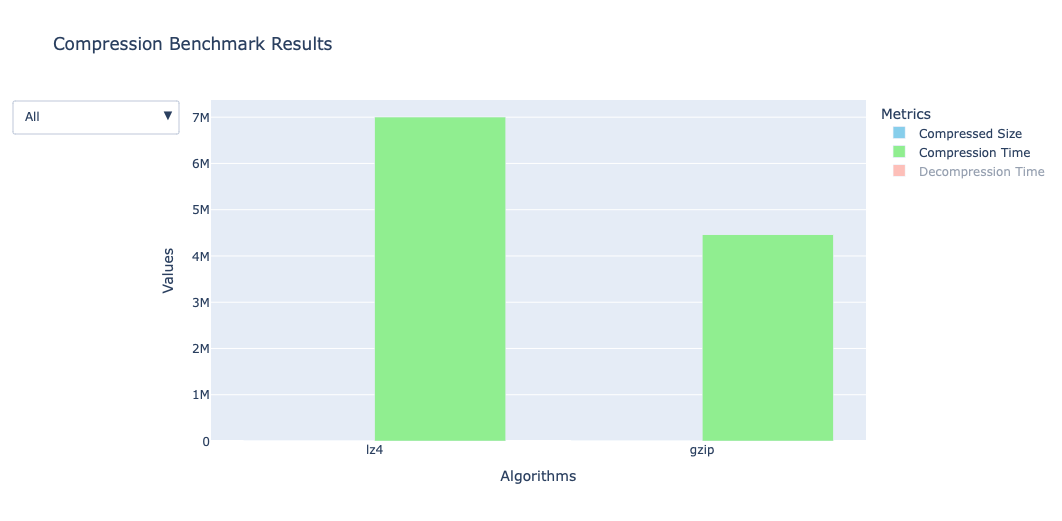 Compression Benchmark Results
All
▼
Metrics
Compressed Size
Compression Time
Decompression Time
Values
7M
6M
5M
4M
3M
2M
1M
0
lz4
gzip
Algorithms